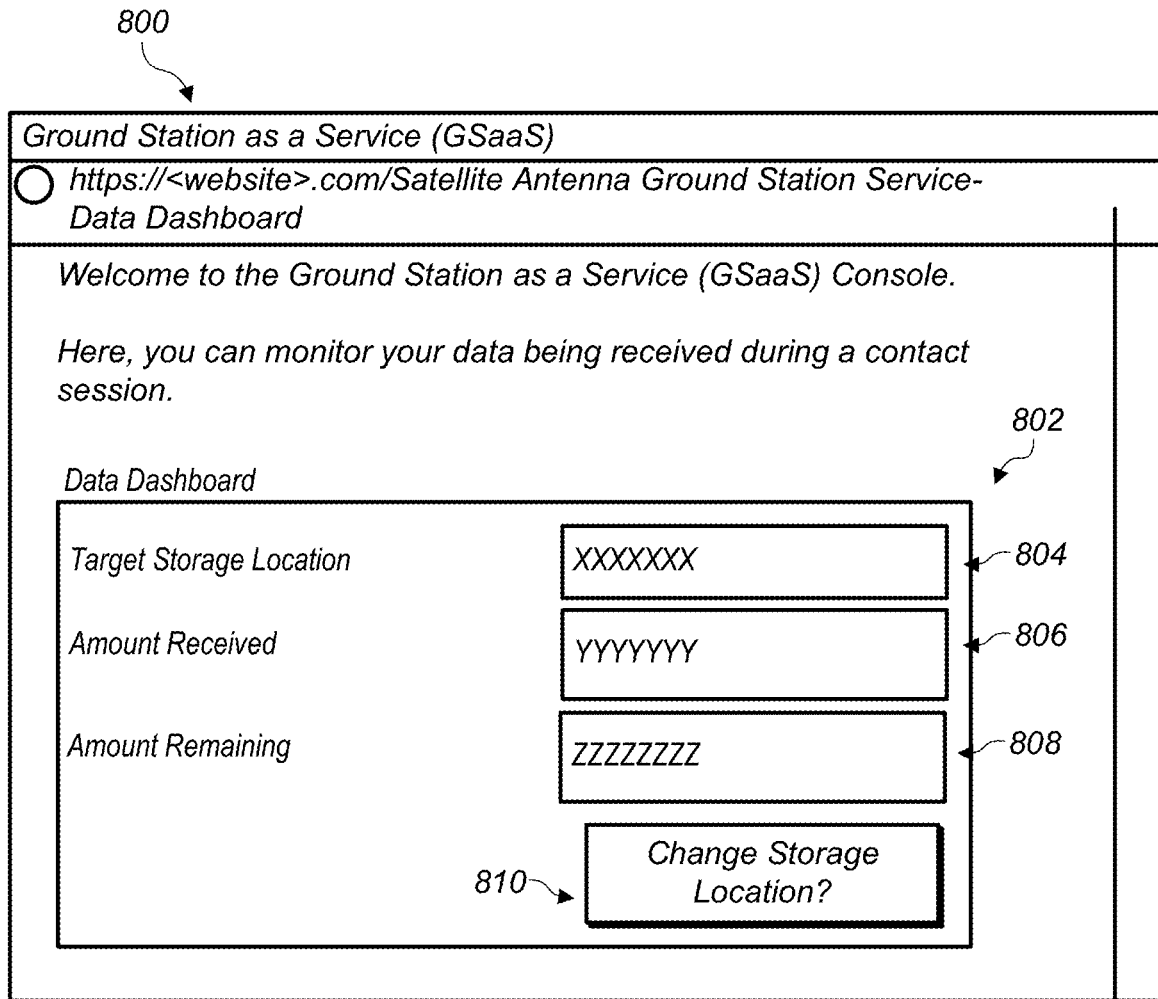 800
Ground Station as a Service (GSaaS)
https://<website>.com/Satellite Antenna Ground Station Service-
Data Dashboard
Welcome to the Ground Station as a Service (GSaaS) Console.
Here, you can monitor your data being received during a contact
session.
802
Data Dashboard
Target Storage Location XXXXXXX 804
Amount Received YYYYYYY 806
Amount Remaining ZZZZZZZZ 808
Change Storage
810 Location?